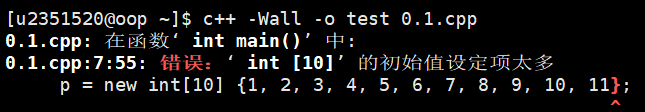 [u2351520@oop ~]$ c++ -Wall -o test 0.1.cpp
0.1.cpp: 在函数‘ int main()’ 中:
0.1.cpp:7:55: 错误：‘ int [10]’ 的初始值设定项太多
p = new int[10] {1, 2, 3, 4, 5, 6, 7, 8, 9, 10, 11};
^